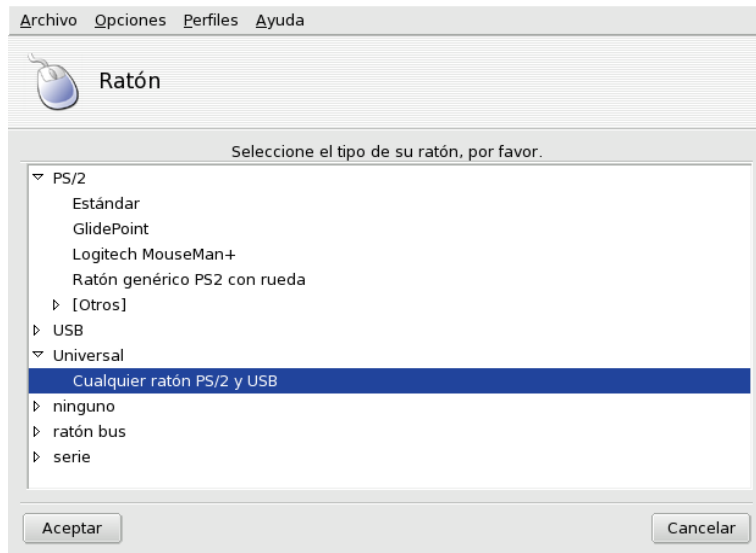 Archivo Opciones Perfiles Ayuda
Ratón
Seleccione el tipo de su ratón, por favor.
PS/2
Estándar
GlidePoint
Logitech MouseMan+
Ratón genérico PS2 con rueda
[Otros]
USB
Universal
Cualquier ratón PS/2 y USB
ninguno
ratón bus
serie
Aceptar Cancelar